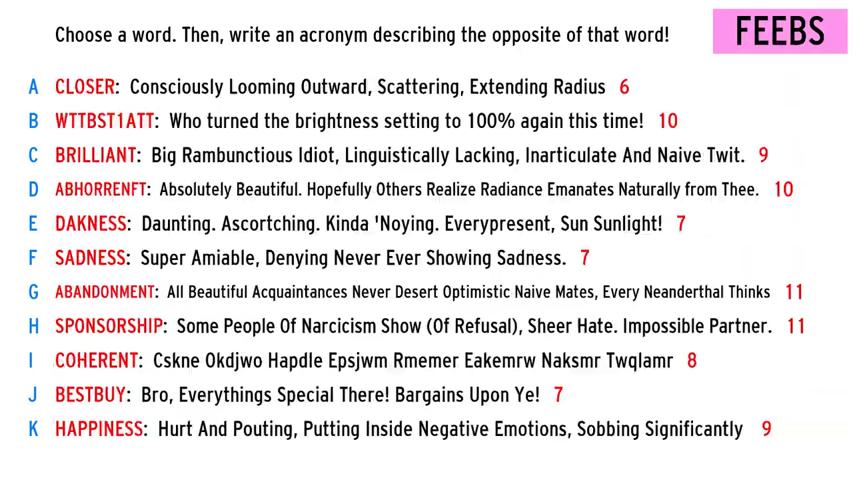 Choose a word. Then, write an acronym describing the opposite of that word!
FEEBS
A CLOSER: Consciously Looming Outward, Scattering, Extending Radius 6
B WTTBST1ATT: Who turned the brightness setting to 100% again this time! 10
C BRILLIANT: Big Rambunctious Idiot, Linguistically Lacking, Inarticulate And Naive Twit. 9
D ABHORRENFT: Absolutely Beautiful. Hopefully Others Realize Radiance Emanates Naturally from Thee. 10
E DAKNESS: Daunting. Ascortching. Kinda 'Noying. Everypresent, Sun Sunlight! 7
F SADNESS: Super Amiable, Denying Never Ever Showing Sadness. 7
G ABANDONMENT: All Beautiful Acquaintances Never Desert Optimistic Naive Mates, Every Neanderthal Thinks 11
H SPONSORSHIP: Some People Of Narcicism Show (Of Refusal), Sheer Hate. Impossible Partner. 11
I COHERENT: Cskne Okdjwo Hapdle Epsjwm Rmemer Eakemrw Naksmr Twqlamr 8
J BESTBUY: Bro, Everythings Special There! Bargains Upon Ye! 7
K HAPPINESS: Hurt And Pouting, Putting Inside Negative Emotions, Sobbing Significantly 9